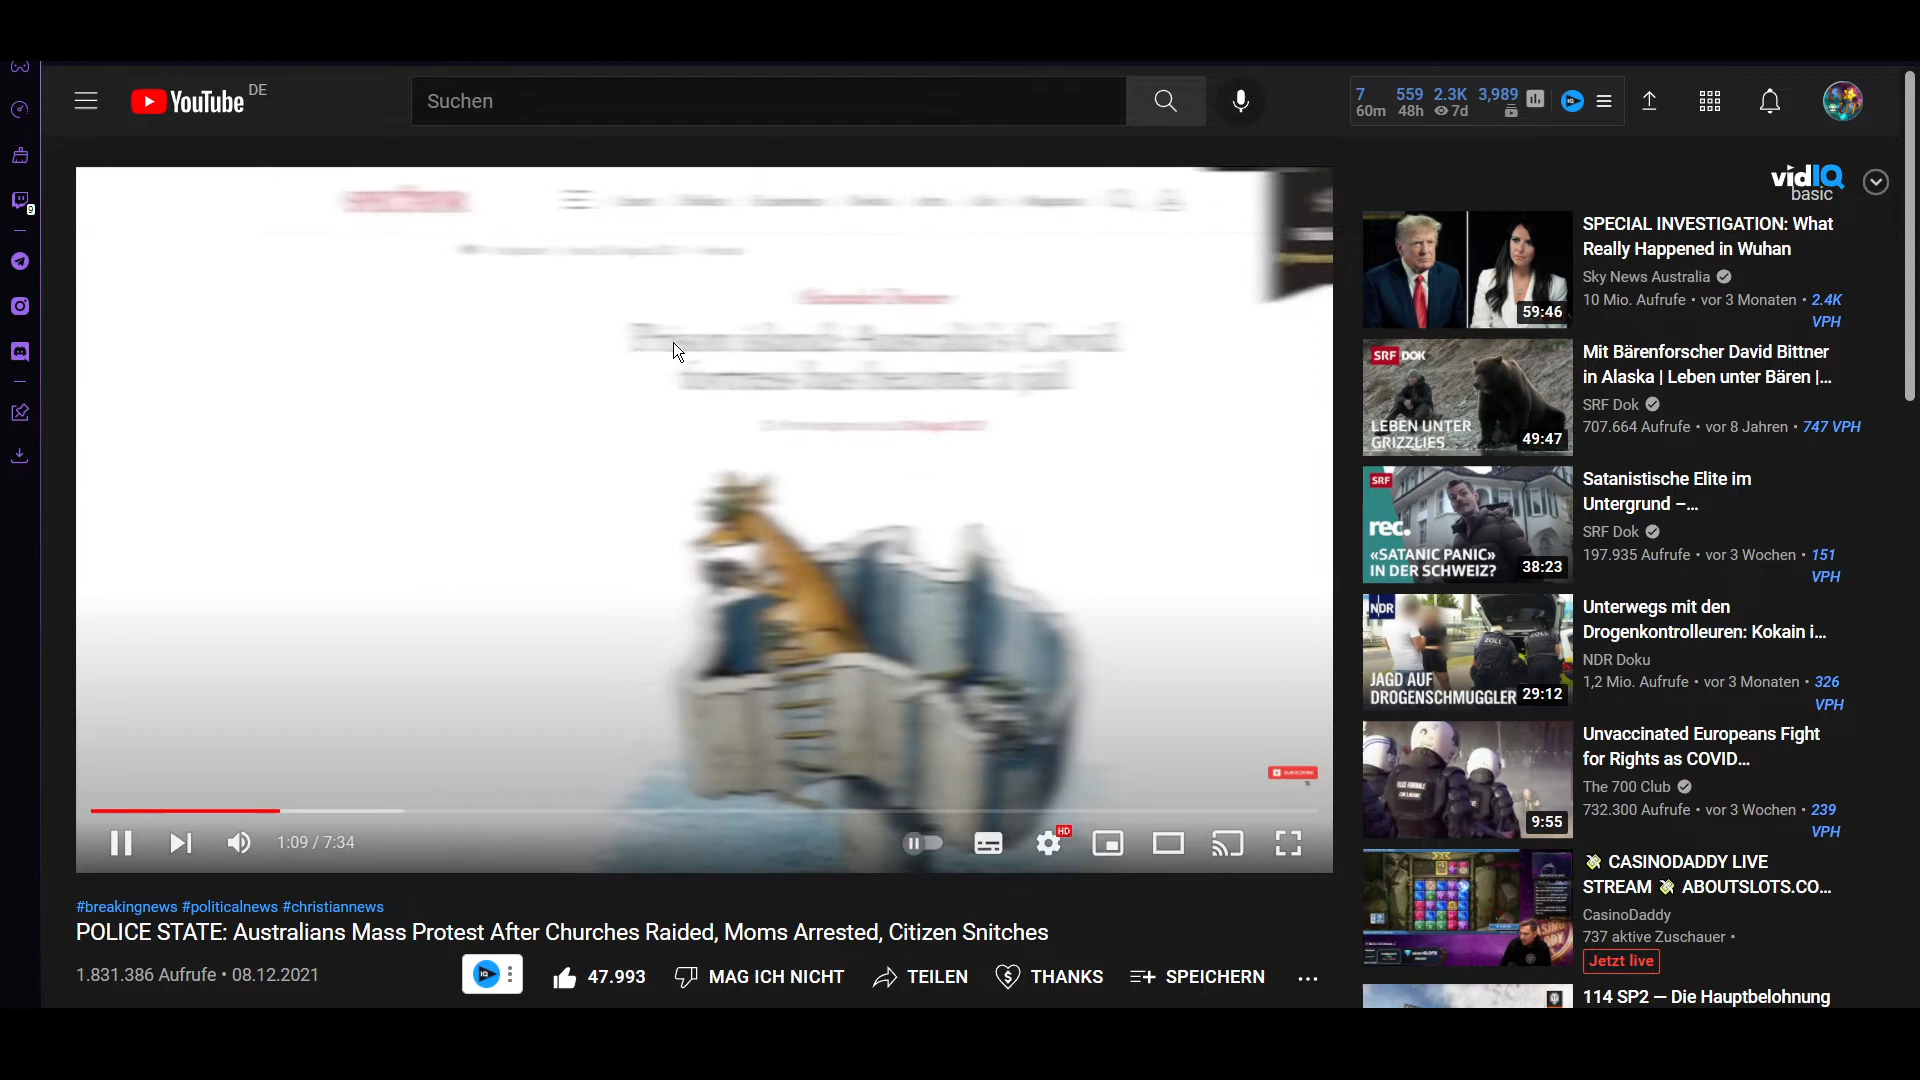 YouTube DE
Suchen
7 559 2.3K 3,989
60m 48h 7d
g
vidIQ
basic
SUBSCRIBE
1:09 / 7:34
HD
#breakingnews #politicalnews #christiannews
POLICE STATE: Australians Mass Protest After Churches Raided, Moms Arrested, Citizen Snitches
1.831.386 Aufrufe • 08.12.2021
IQ
47.993
MAG ICH NICHT
TEILEN
THANKS
SPEICHERN
59:46
SPECIAL INVESTIGATION: What
Really Happened in Wuhan
Sky News Australia
10 Mio. Aufrufe • vor 3 Monaten • 2.4K
VPH
SRF DOK
LEBEN UNTER
GRIZZLIES
49:47
Mit Bärenforscher David Bittner
in Alaska | Leben unter Bären |...
SRF Dok
707.664 Aufrufe • vor 8 Jahren • 747 VPH
SRF
rec.
«SATANIC PANIC»
IN DER SCHWEIZ?
38:23
Satanistische Elite im
Untergrund –...
SRF Dok
197.935 Aufrufe • vor 3 Wochen • 151
VPH
NDR
ZOLL
ZOLL
JAGD AUF
DROGENSCHMUGGLER
29:12
Unterwegs mit den
Drogenkontrolleuren: Kokain i...
NDR Doku
1,2 Mio. Aufrufe • vor 3 Monaten • 326
VPH
9:55
Unvaccinated Europeans Fight
for Rights as COVID...
The 700 Club
732.300 Aufrufe • vor 3 Wochen • 239
VPH
💸 CASINODADDY LIVE
STREAM 💸 ABOUTSLOTS.CO...
CasinoDaddy
737 aktive Zuschauer •
Jetzt live
114 SP2 — Die Hauptbelohnung